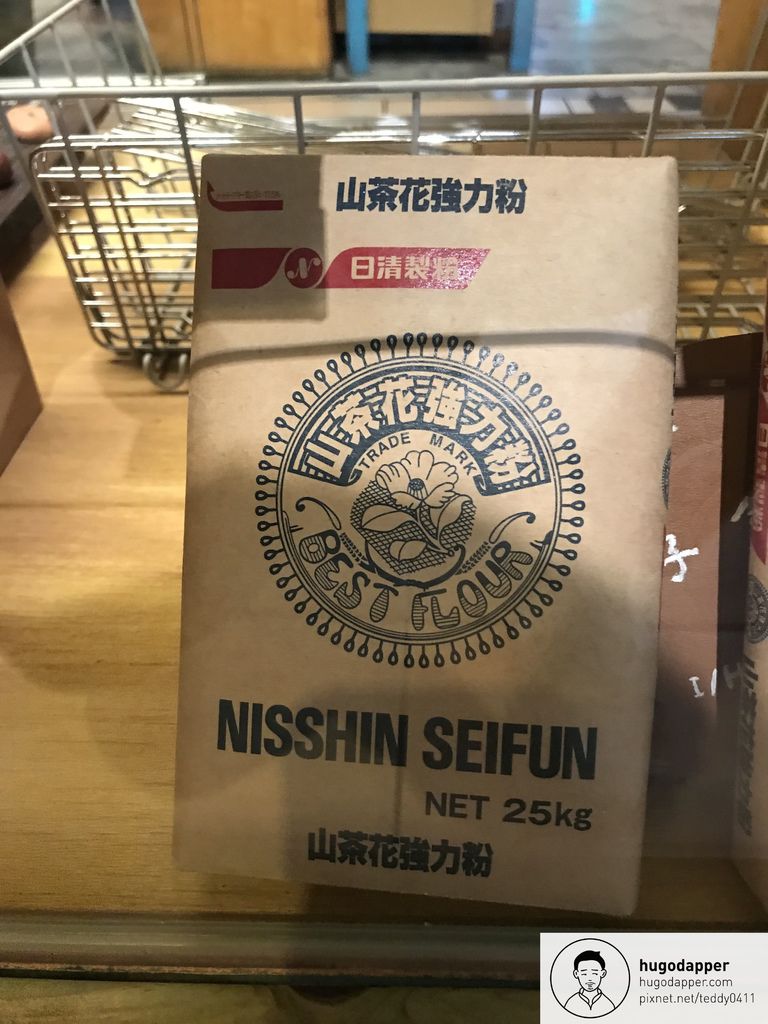 山茶花強力粉
N 日清製粉
山茶花強力粉
TRADE MARK
BEST FLOUR
NISSHIN SEIFUN
NET 25kg
山茶花強力粉
hugodapper
hugodapper.com
pixnet.net/teddy0411